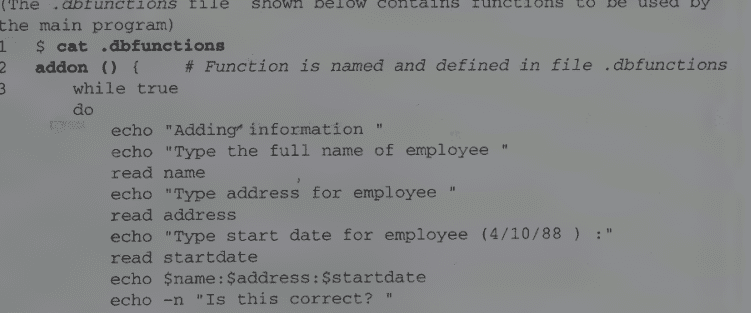 (The .dbfunctions file shown below contains functions to be used by
the main program)
1 $ cat .dbfunctions
2 addon () { # Function is named and defined in file .dbfunctions
3 while true
do
echo "Adding information "
echo "Type the full name of employee "
read name
echo "Type address for employee "
read address
echo "Type start date for employee (4/10/88 ) :"
read startdate
echo $name:$address:$startdate
echo -n "Is this correct? "